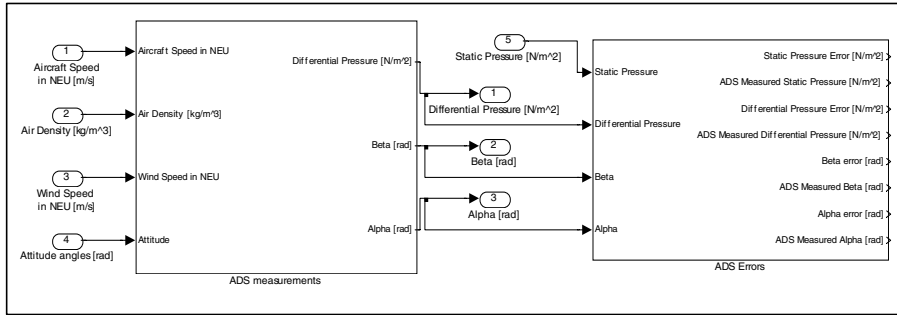 1
Aircraft Speed
in NEU [m/s]
2
Air Density [kg/m^3]
3
Wind Speed
in NEU [m/s]
4
Attitude angles [rad]
Aircraft Speed in NEU
Air Density [kg/m^3]
Wind Speed in NEU
Attitude
Differential Pressure [N/m^2]
Beta [rad]
Alpha [rad]
ADS measurements
5
Static Pressure [N/m^2]
1
Differential Pressure [N/m^2]
2
Beta [rad]
3
Alpha [rad]
Static Pressure
Differential Pressure
Beta
Alpha
Static Pressure Error [N/m^2]
ADS Measured Static Pressure [N/m^2]
Differential Pressure Error [N/m^2]
ADS Measured Differential Pressure [N/m^2]
Beta error [rad]
ADS Measured Beta [rad]
Alpha error [rad]
ADS Measured Alpha [rad]
ADS Errors